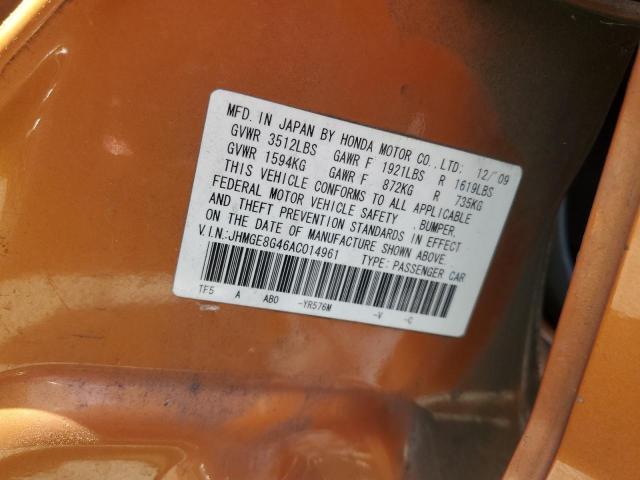 MFD. IN JAPAN BY HONDA MOTOR CO., LTD; 12/'09
GVWR 3512LBS GAWR F 1921LBS R 1619LBS
GVWR 1594KG GAWR F 872KG R 735KG
THIS VEHICLE CONFORMS TO ALL APPLICABLE
FEDERAL MOTOR VEHICLE SAFETY , BUMPER,
AND THEFT PREVENTION STANDARDS IN EFFECT
ON THE DATE OF MANUFACTURE SHOWN ABOVE.
V.I.N.:JHMGE8G46AC014961 TYPE: PASSENGER CAR
TF5 A AB0 -YR576M -V -C